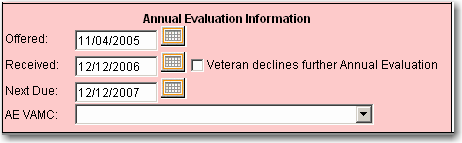 Annual Evaluation Information
Offered: 11/04/2005
Received: 12/12/2006 Veteran declines further Annual Evaluation
Next Due: 12/12/2007
AE VAMC: